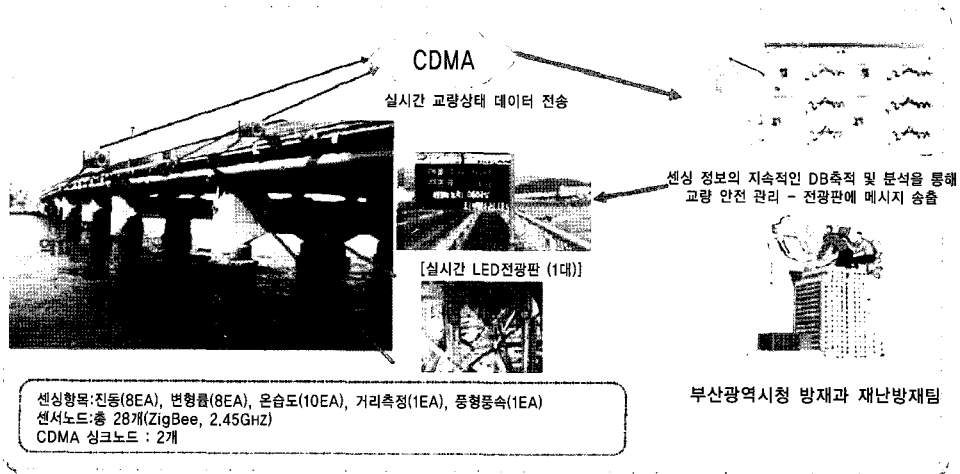 CDMA
실시간 교량상태 데이터 전송
센싱 정보의 지속적인 DB축적 및 분석을 통해
교량 안전 관리 - 전광판에 메시지 송출
[실시간 LED전광판 (1대)]
부산광역시청 방재과 재난방재팀
센싱항목:진동(8EA), 변형률(8EA), 온습도(10EA), 거리측정(1EA), 풍형풍속(1EA)
센서노드:총 28개(ZigBee, 2.45GHZ)
CDMA 싱크노드 : 2개